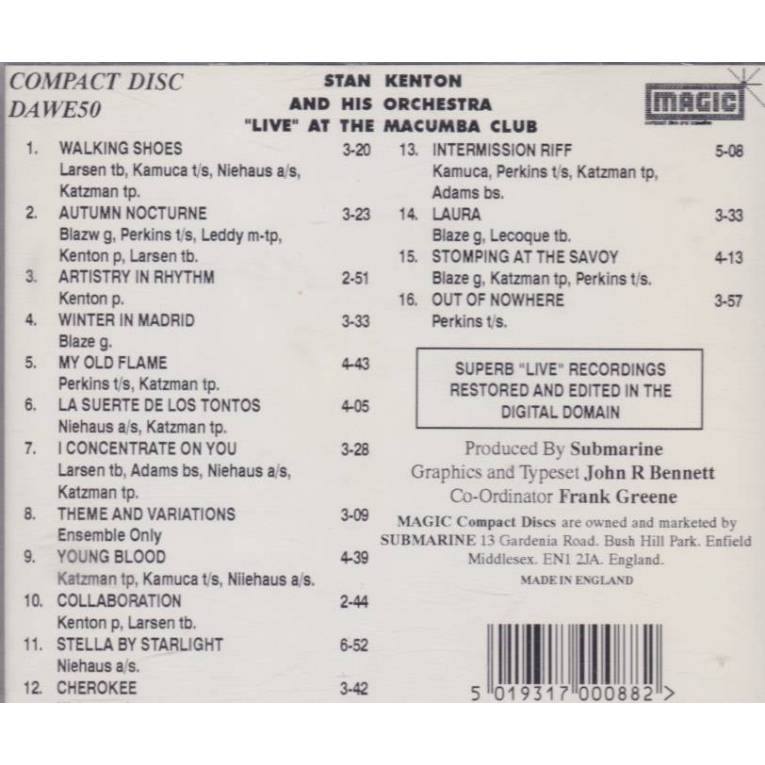 COMPACT DISC
DAWE50
STAN KENTON
AND HIS ORCHESTRA
"LIVE" AT THE MACUMBA CLUB
MAGIC
1. WALKING SHOES 3-20
Larsen tb, Kamuca t/s, Niehaus a/s,
Katzman tp.
2. AUTUMN NOCTURNE 3-23
Blazw g, Perkins t/s, Leddy m-tp,
Kenton p, Larsen tb.
3. ARTISTRY IN RHYTHM 2-51
Kenton p.
4. WINTER IN MADRID 3-33
Blaze g.
5. MY OLD FLAME 4-43
Perkins t/s, Katzman tp.
6. LA SUERTE DE LOS TONTOS 4-05
Niehaus a/s, Katzman tp.
7. I CONCENTRATE ON YOU 3-28
Larsen tb, Adams bs, Niehaus a/s,
Katzman tp.
8. THEME AND VARIATIONS 3-09
Ensemble Only
9. YOUNG BLOOD 4-39
Katzman tp, Kamuca t/s, Niiehaus a/s.
10. COLLABORATION 2-44
Kenton p, Larsen tb.
11. STELLA BY STARLIGHT 6-52
Niehaus a/s.
12. CHEROKEE 3-42
13. INTERMISSION RIFF 5-08
Kamuca, Perkins t/s, Katzman tp,
Adams bs.
14. LAURA 3-33
Blaze g, Lecoque tb.
15. STOMPING AT THE SAVOY 4-13
Blaze g, Katzman tp, Perkins t/s.
16. OUT OF NOWHERE 3-57
Perkins t/s.
SUPERB "LIVE" RECORDINGS
RESTORED AND EDITED IN THE
DIGITAL DOMAIN
Produced By Submarine
Graphics and Typeset John R Bennett
Co-Ordinator Frank Greene
MAGIC Compact Discs are owned and marketed by
SUBMARINE 13 Gardenia Road. Bush Hill Park. Enfield
Middlesex. EN1 2JA. England.
MADE IN ENGLAND
5 019317 000882 >